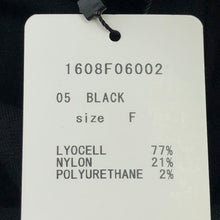 1608F06002
05 BLACK
size F
LYOCELL 77%
NYLON 21%
POLYURETHANE 2%